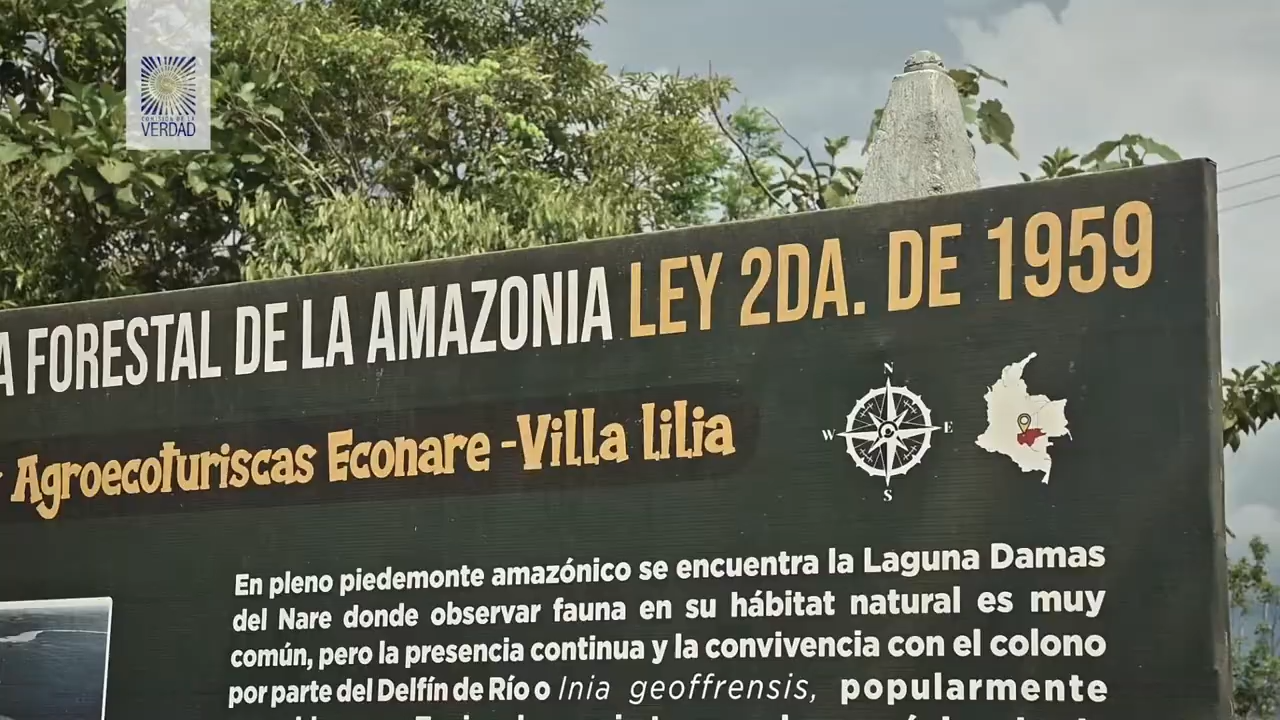 COMISIÓN DE LA
VERDAD
A FORESTAL DE LA AMAZONIA LEY 2DA. DE 1959
Agroecoturiscas Econare -Villa lilia
N
W E
S
En pleno piedemonte amazónico se encuentra la Laguna Damas
del Nare donde observar fauna en su hábitat natural es muy
común, pero la presencia continua y la convivencia con el colono
por parte del Delfín de Río o Inia geoffrensis, popularmente